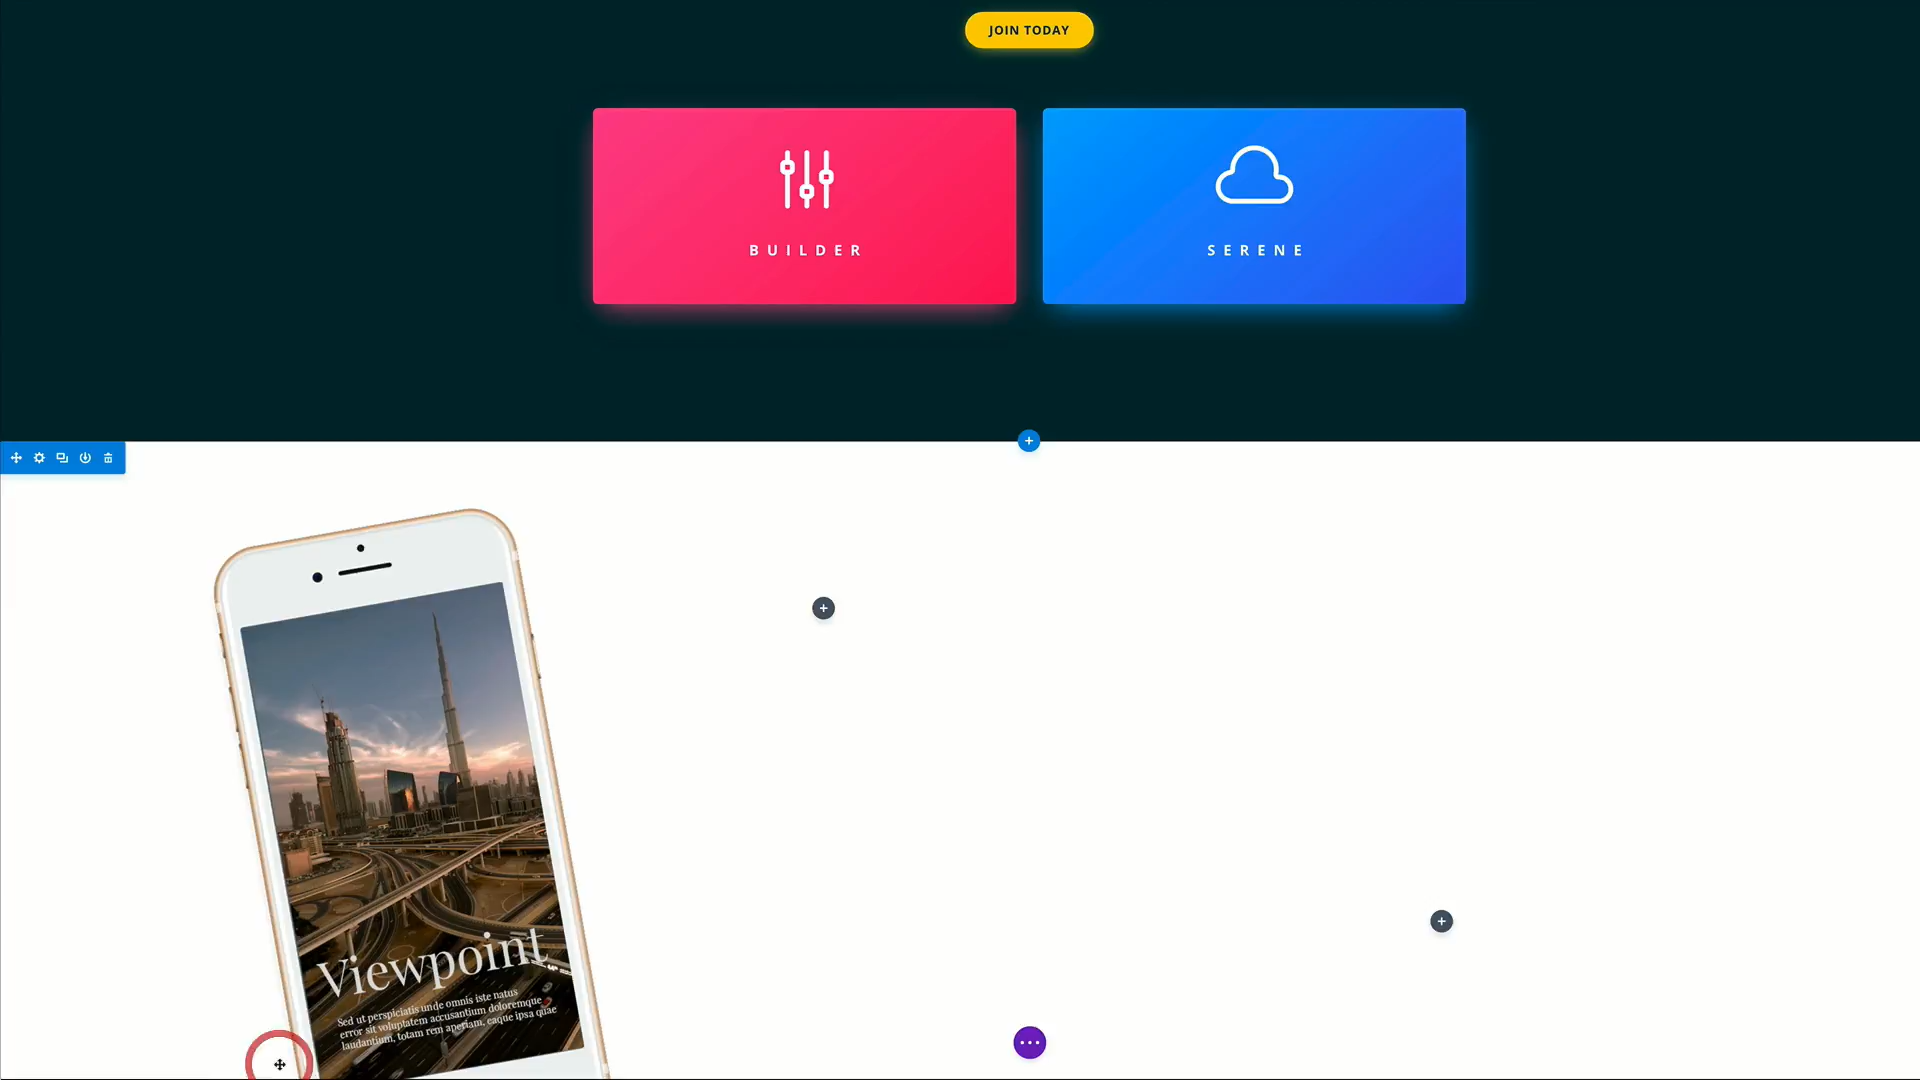 JOIN TODAY
BUILDER
SERENE
Viewpoint
Sed ut perspiciatis unde omnis iste natus
error sit voluptatem accusantium doloremque
laudantium, totam rem aperiam, eaque ipsa quae